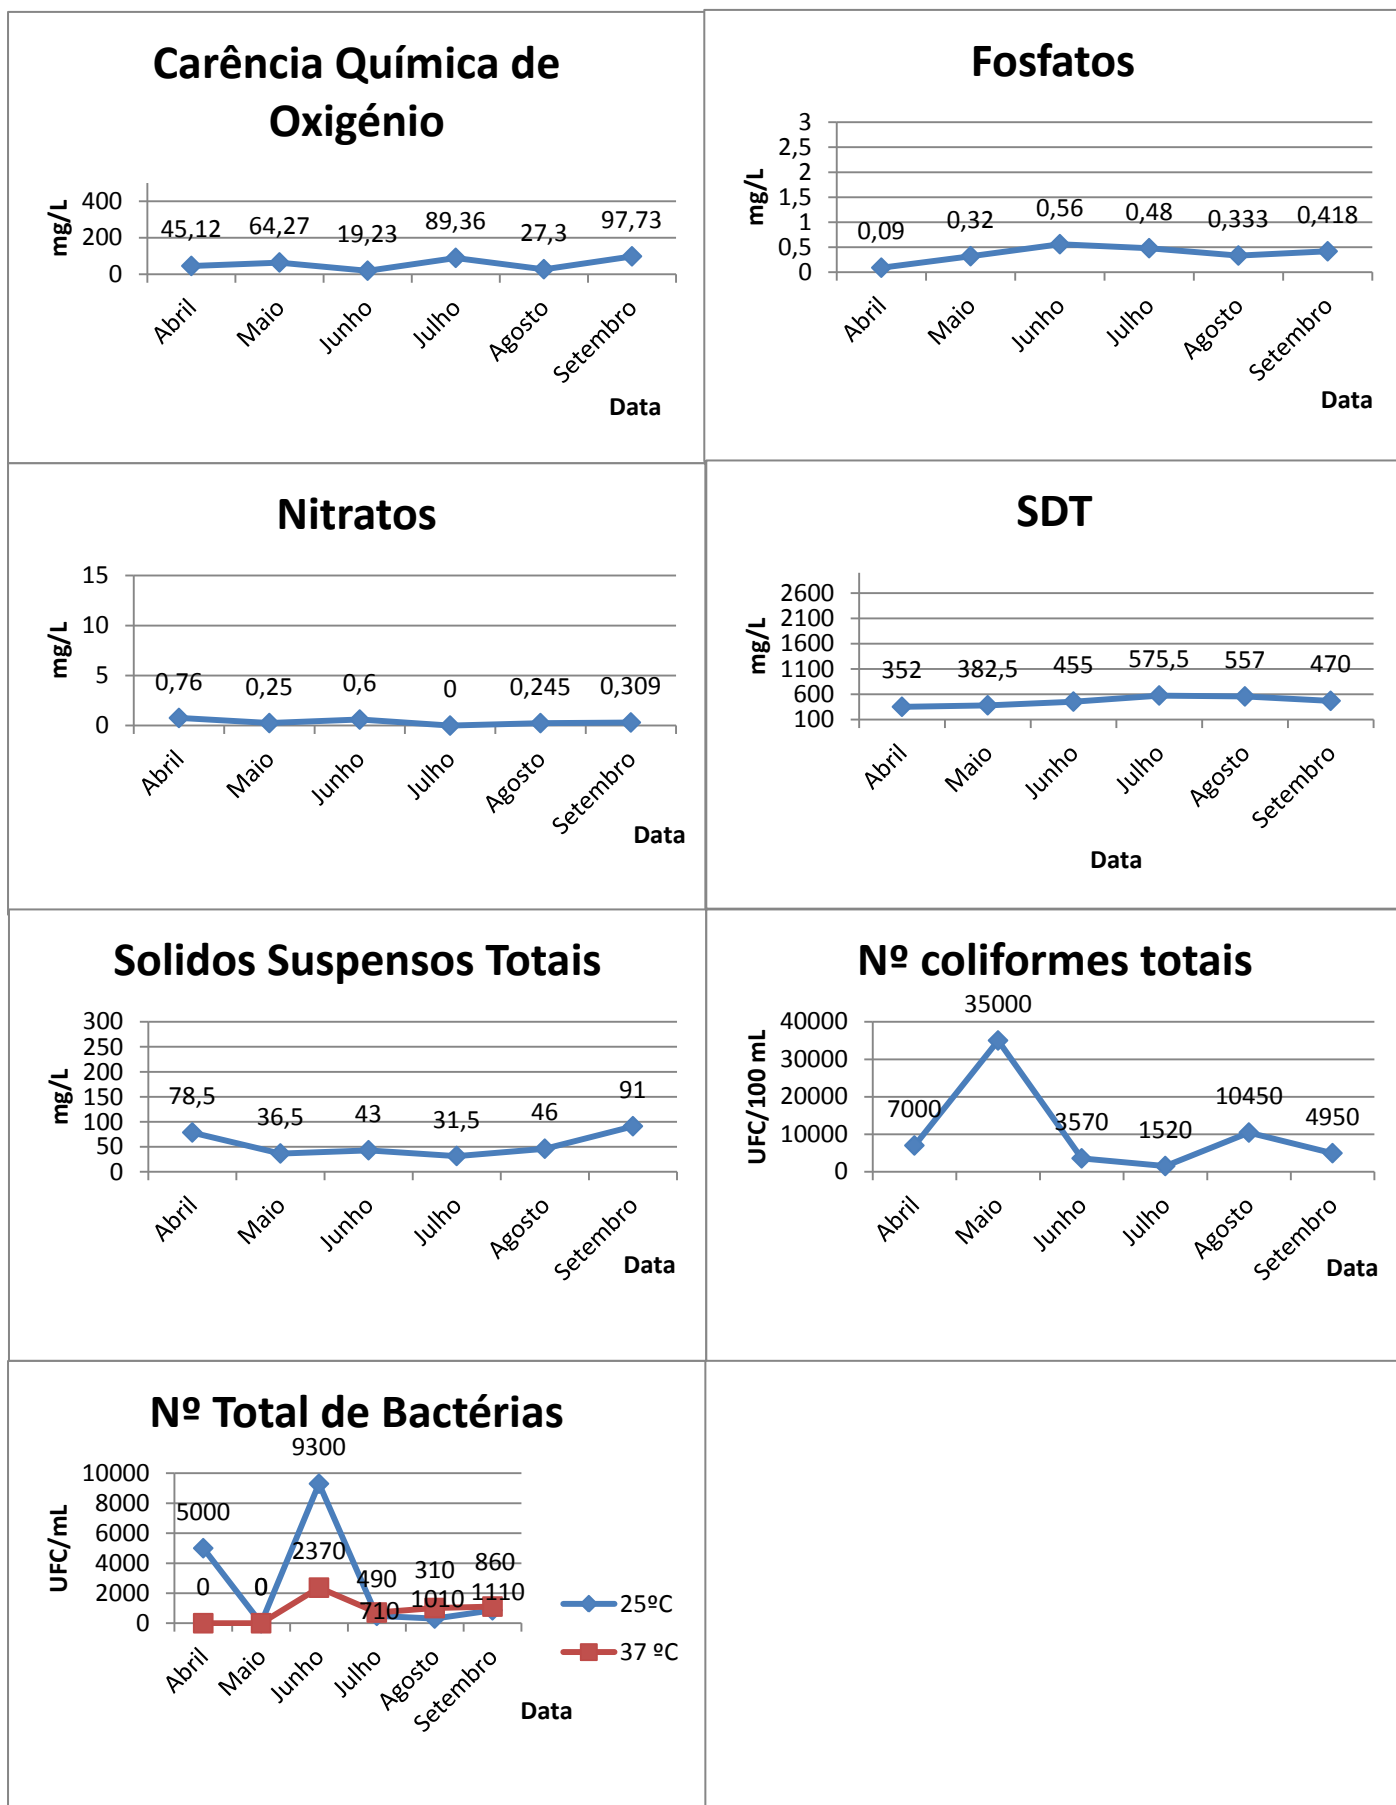 Carência Química de
Oxigénio
mg/L
400
200
0
45,12
64,27
19,23
89,36
27,3
97,73
Abril
Maio
Junho
Julho
Agosto
Setembro
Data
Fosfatos
mg/L
3
2,5
2
1,5
1
0,5
0
0,09
0,32
0,56
0,48
0,333
0,418
Abril
Maio
Junho
Julho
Agosto
Setembro
Data
Nitratos
mg/L
15
10
5
0
0,76
0,25
0,6
0
0,245
0,309
Abril
Maio
Junho
Julho
Agosto
Setembro
Data
SDT
mg/L
2600
2100
1600
1100
600
100
352
382,5
455
575,5
557
470
Abril
Maio
Junho
Julho
Agosto
Setembro
Data
Solidos Suspensos Totais
mg/L
300
250
200
150
100
50
0
78,5
36,5
43
31,5
46
91
Abril
Maio
Junho
Julho
Agosto
Setembro
Data
Nº coliformes totais
UFC/100 mL
40000
30000
20000
10000
0
7000
35000
3570
1520
10450
4950
Abril
Maio
Junho
Julho
Agosto
Setembro
Data
Nº Total de Bactérias
UFC/mL
10000
8000
6000
4000
2000
0
5000
0
9300
490
310
860
0
0
2370
710
1010
1110
Abril
Maio
Junho
Julho
Agosto
Setembro
Data
25ºC
37 ºC